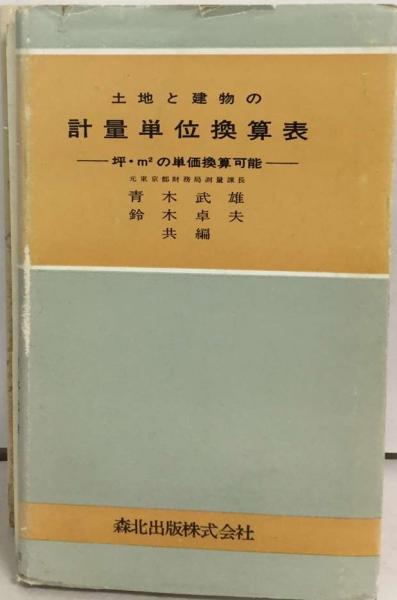 土地と建物の
計量単位換算表
——坪・m²の単価換算可能——
元東京都財務局測量課長
青木武雄
鈴木卓夫
共編
森北出版株式会社